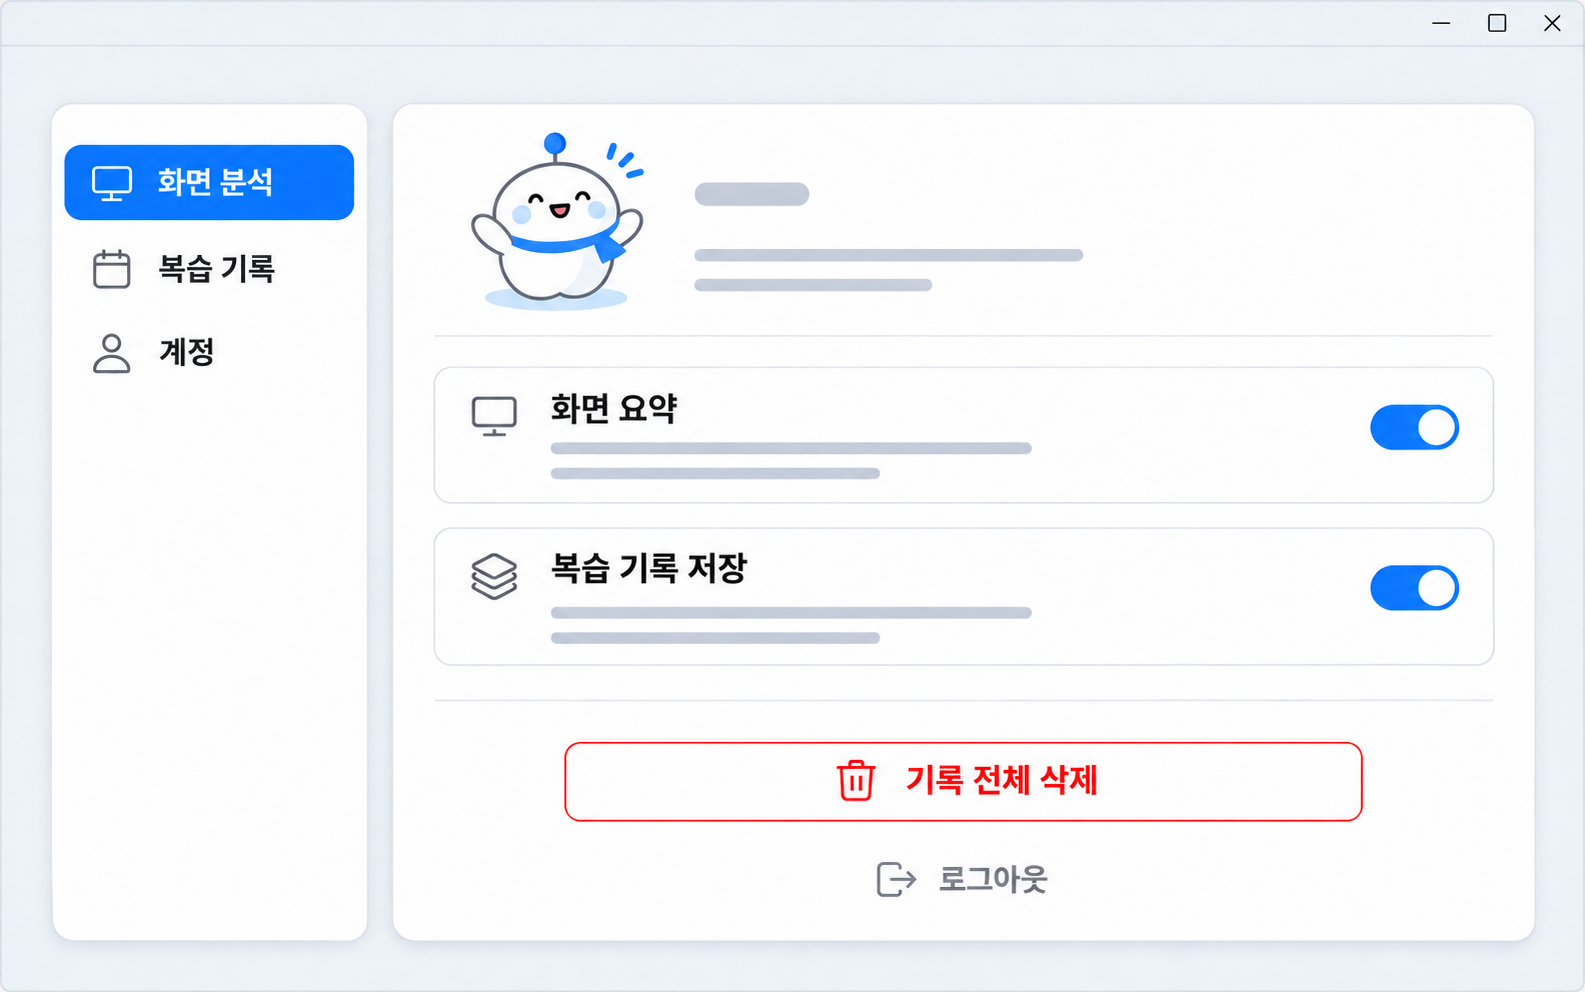 화면 분석
복습 기록
계정
화면 요약
복습 기록 저장
기록 전체 삭제
로그아웃